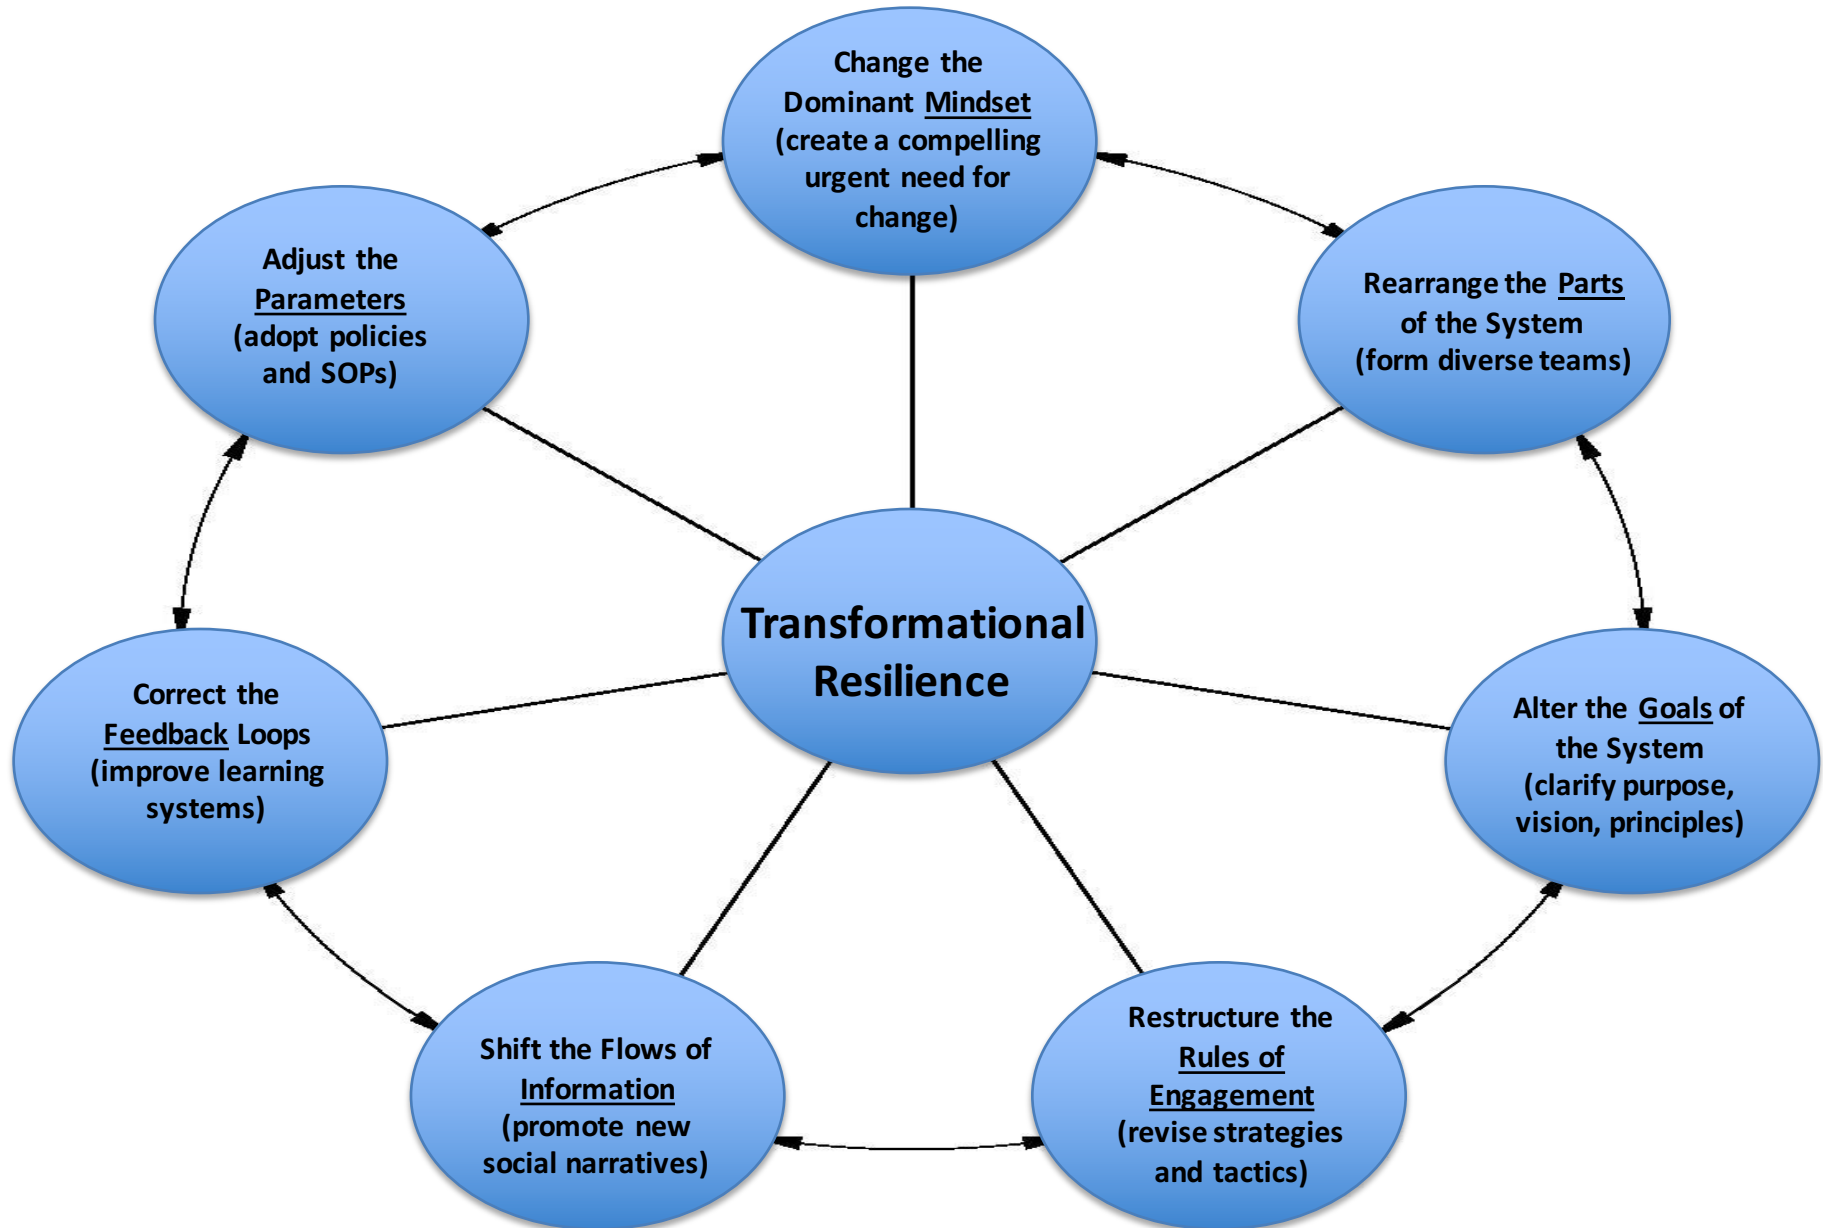 Change the
Dominant Mindset
(create a compelling
urgent need for
change)
Rearrange the Parts
of the System
(form diverse teams)
Alter the Goals of
the System
(clarify purpose,
vision, principles)
Restructure the
Rules of
Engagement
(revise strategies
and tactics)
Shift the Flows of
Information
(promote new
social narratives)
Correct the
Feedback Loops
(improve learning
systems)
Adjust the
Parameters
(adopt policies
and SOPs)
Transformational
Resilience